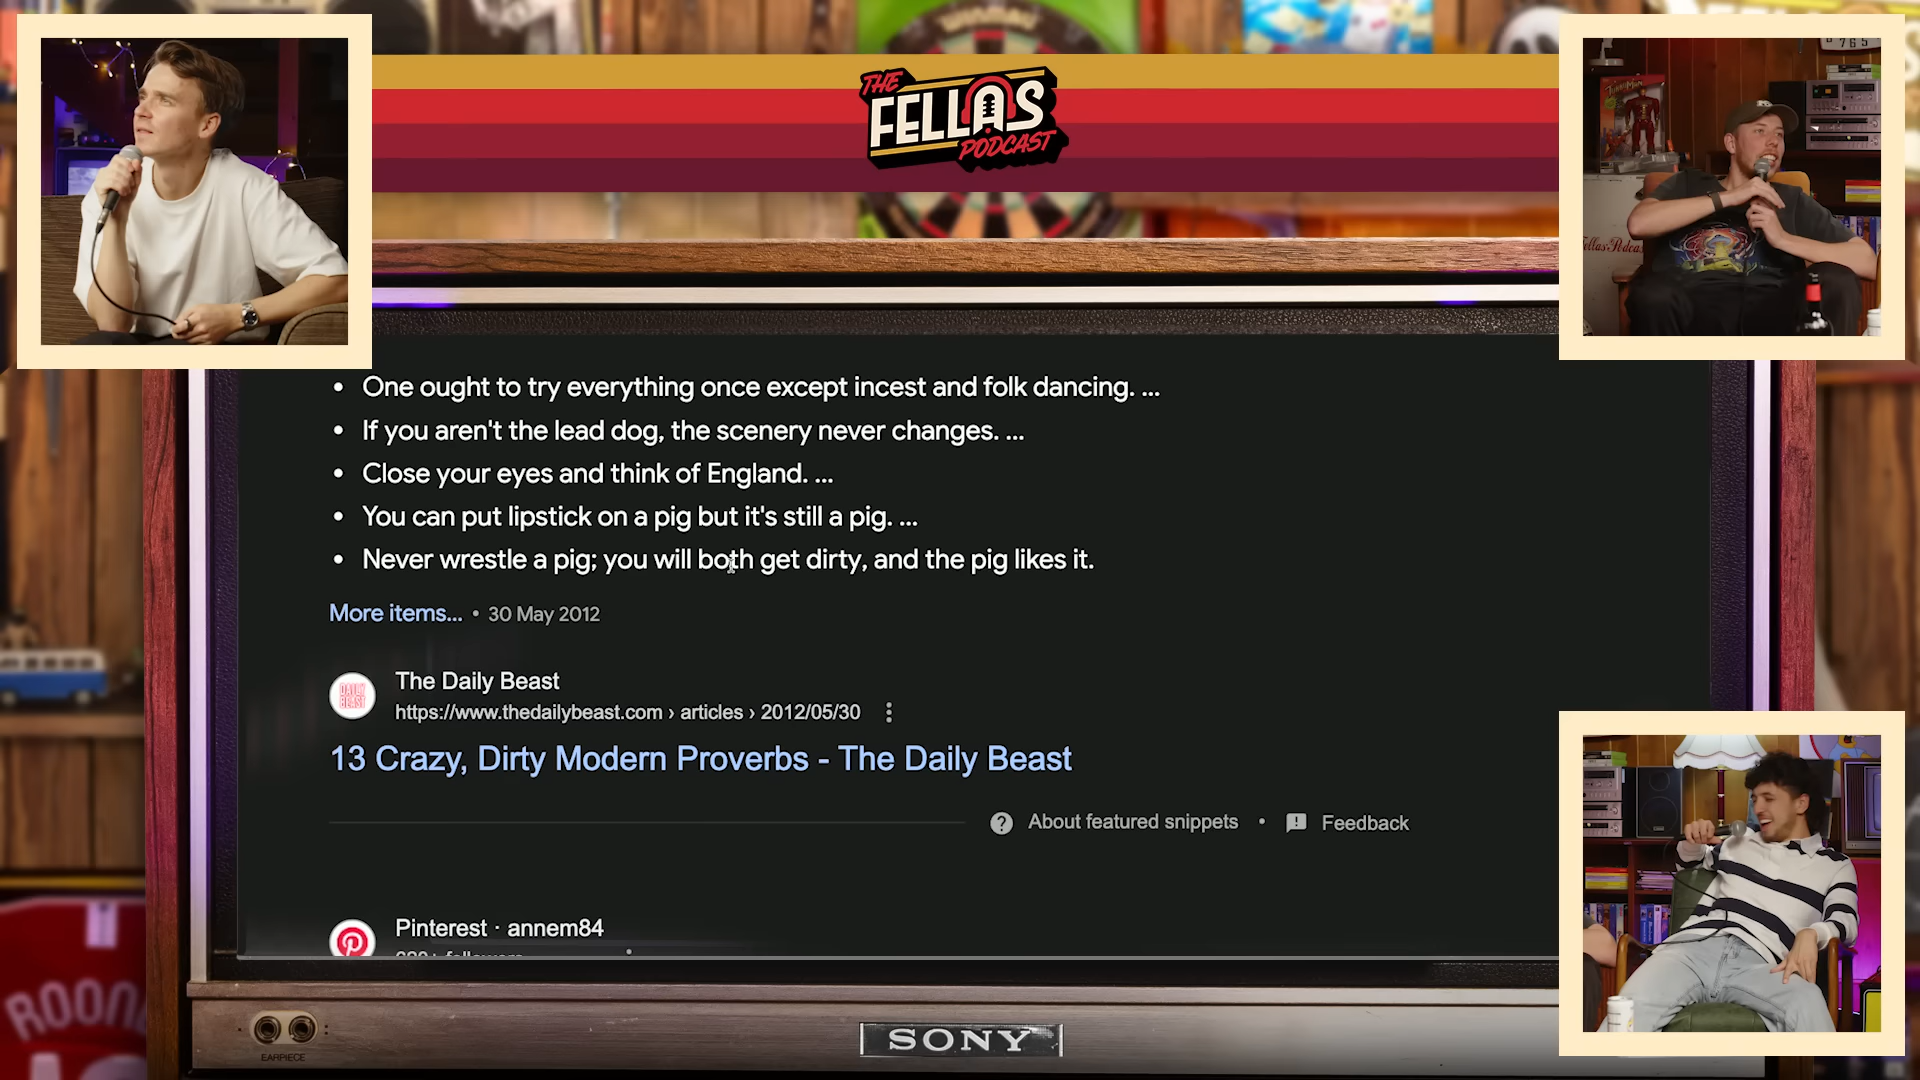 THE
FELLAS
PODCAST
One ought to try everything once except incest and folk dancing. ...
If you aren't the lead dog, the scenery never changes. ...
Close your eyes and think of England. ...
You can put lipstick on a pig but it's still a pig. ...
Never wrestle a pig; you will both get dirty, and the pig likes it.
More items... • 30 May 2012
DAILY
BEAST
The Daily Beast
https://www.thedailybeast.com › articles › 2012/05/30
13 Crazy, Dirty Modern Proverbs - The Daily Beast
About featured snippets • Feedback
Pinterest · annem84
SONY
EARPIECE